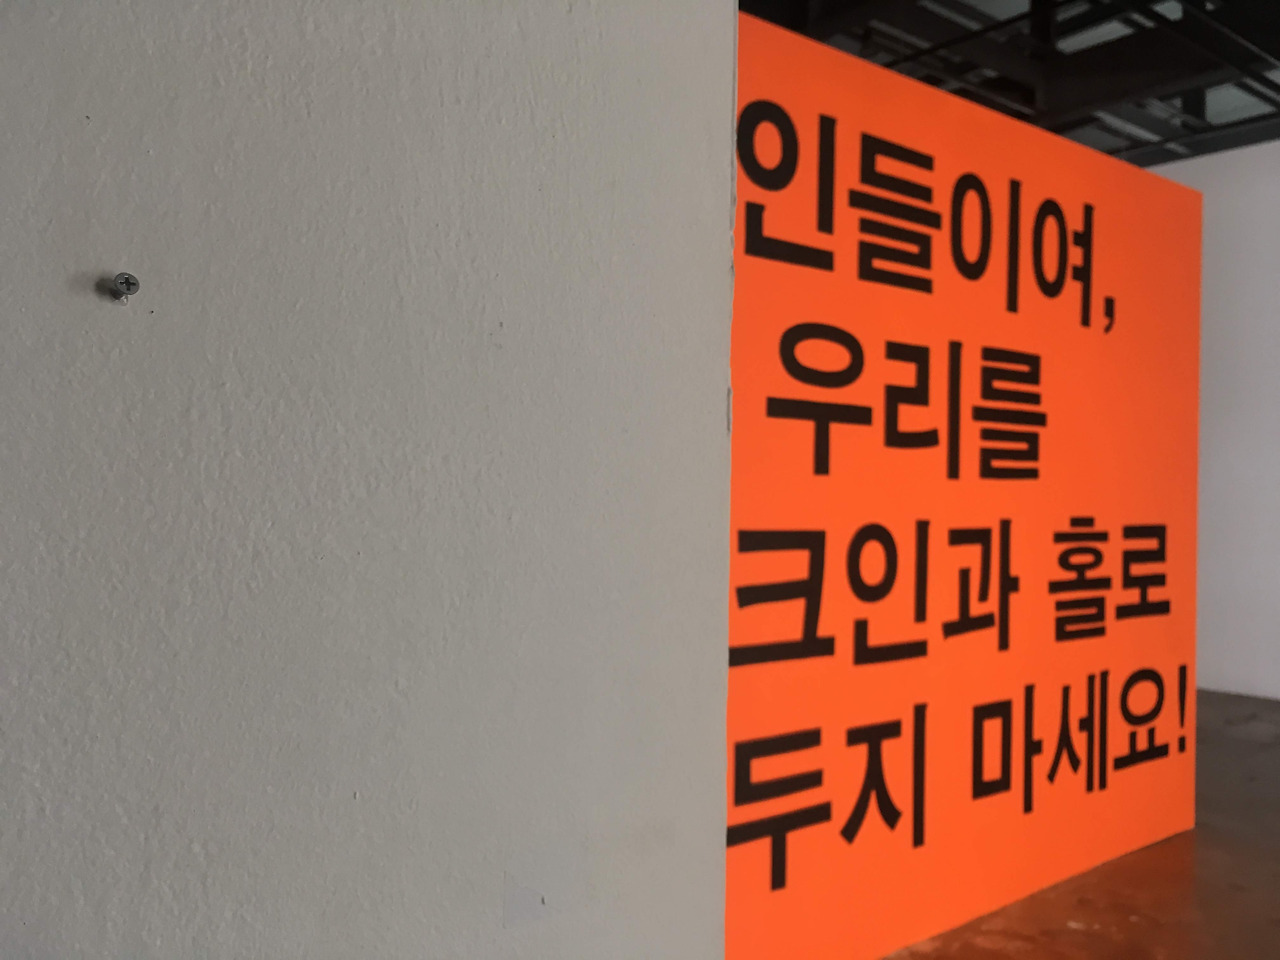 인들이여,
우리를
크인과 홀로
두지 마세요!